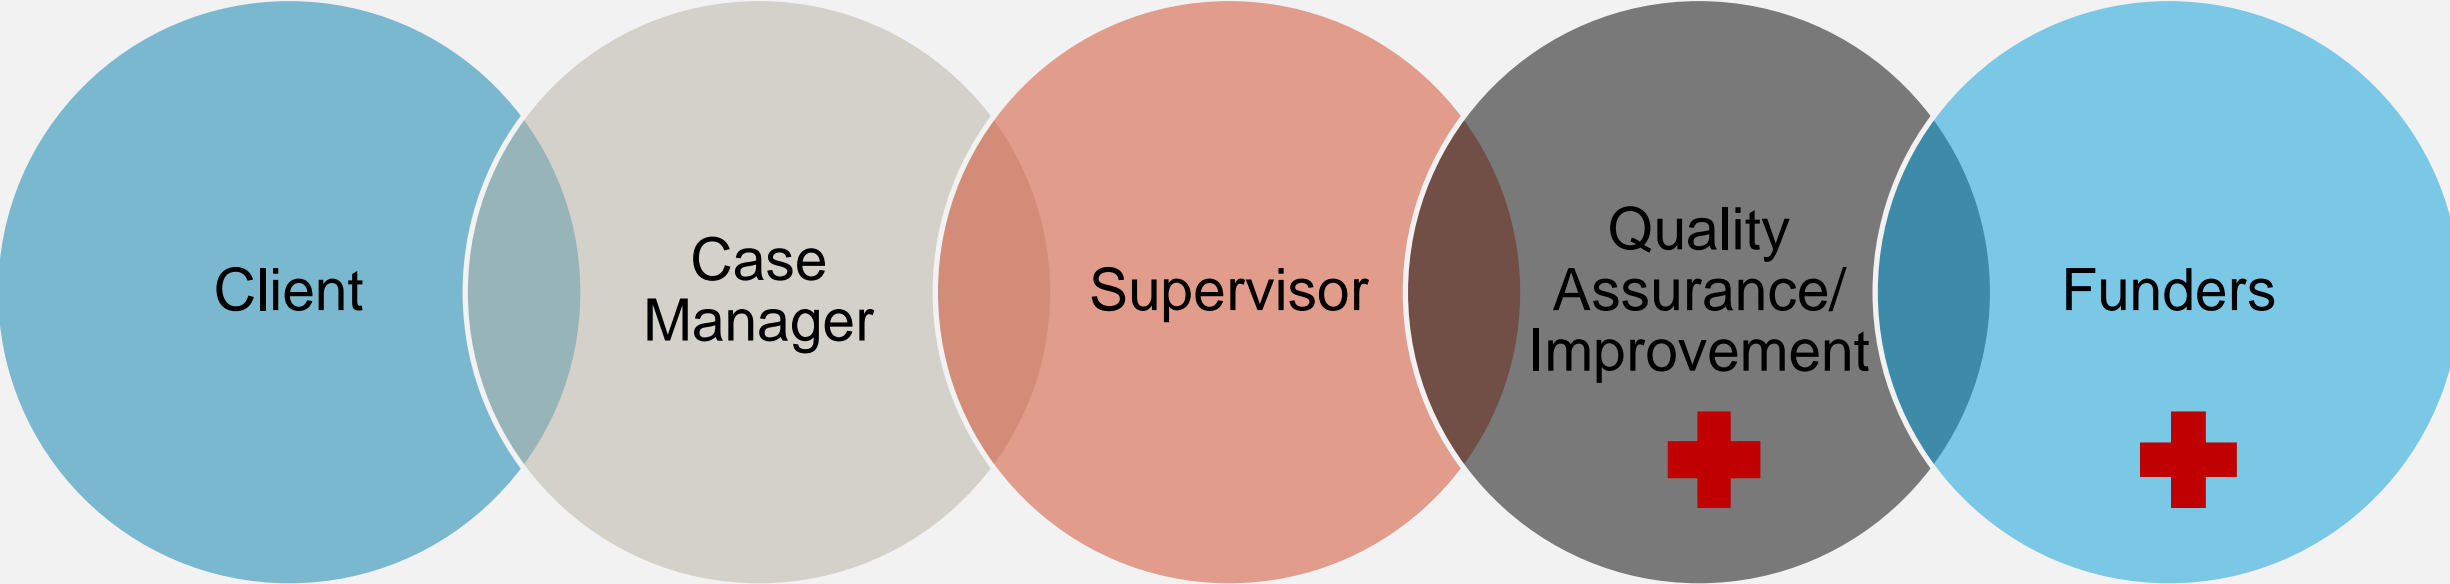 Client
Case
Manager
Supervisor
Quality
Assurance/
Improvement
Funders